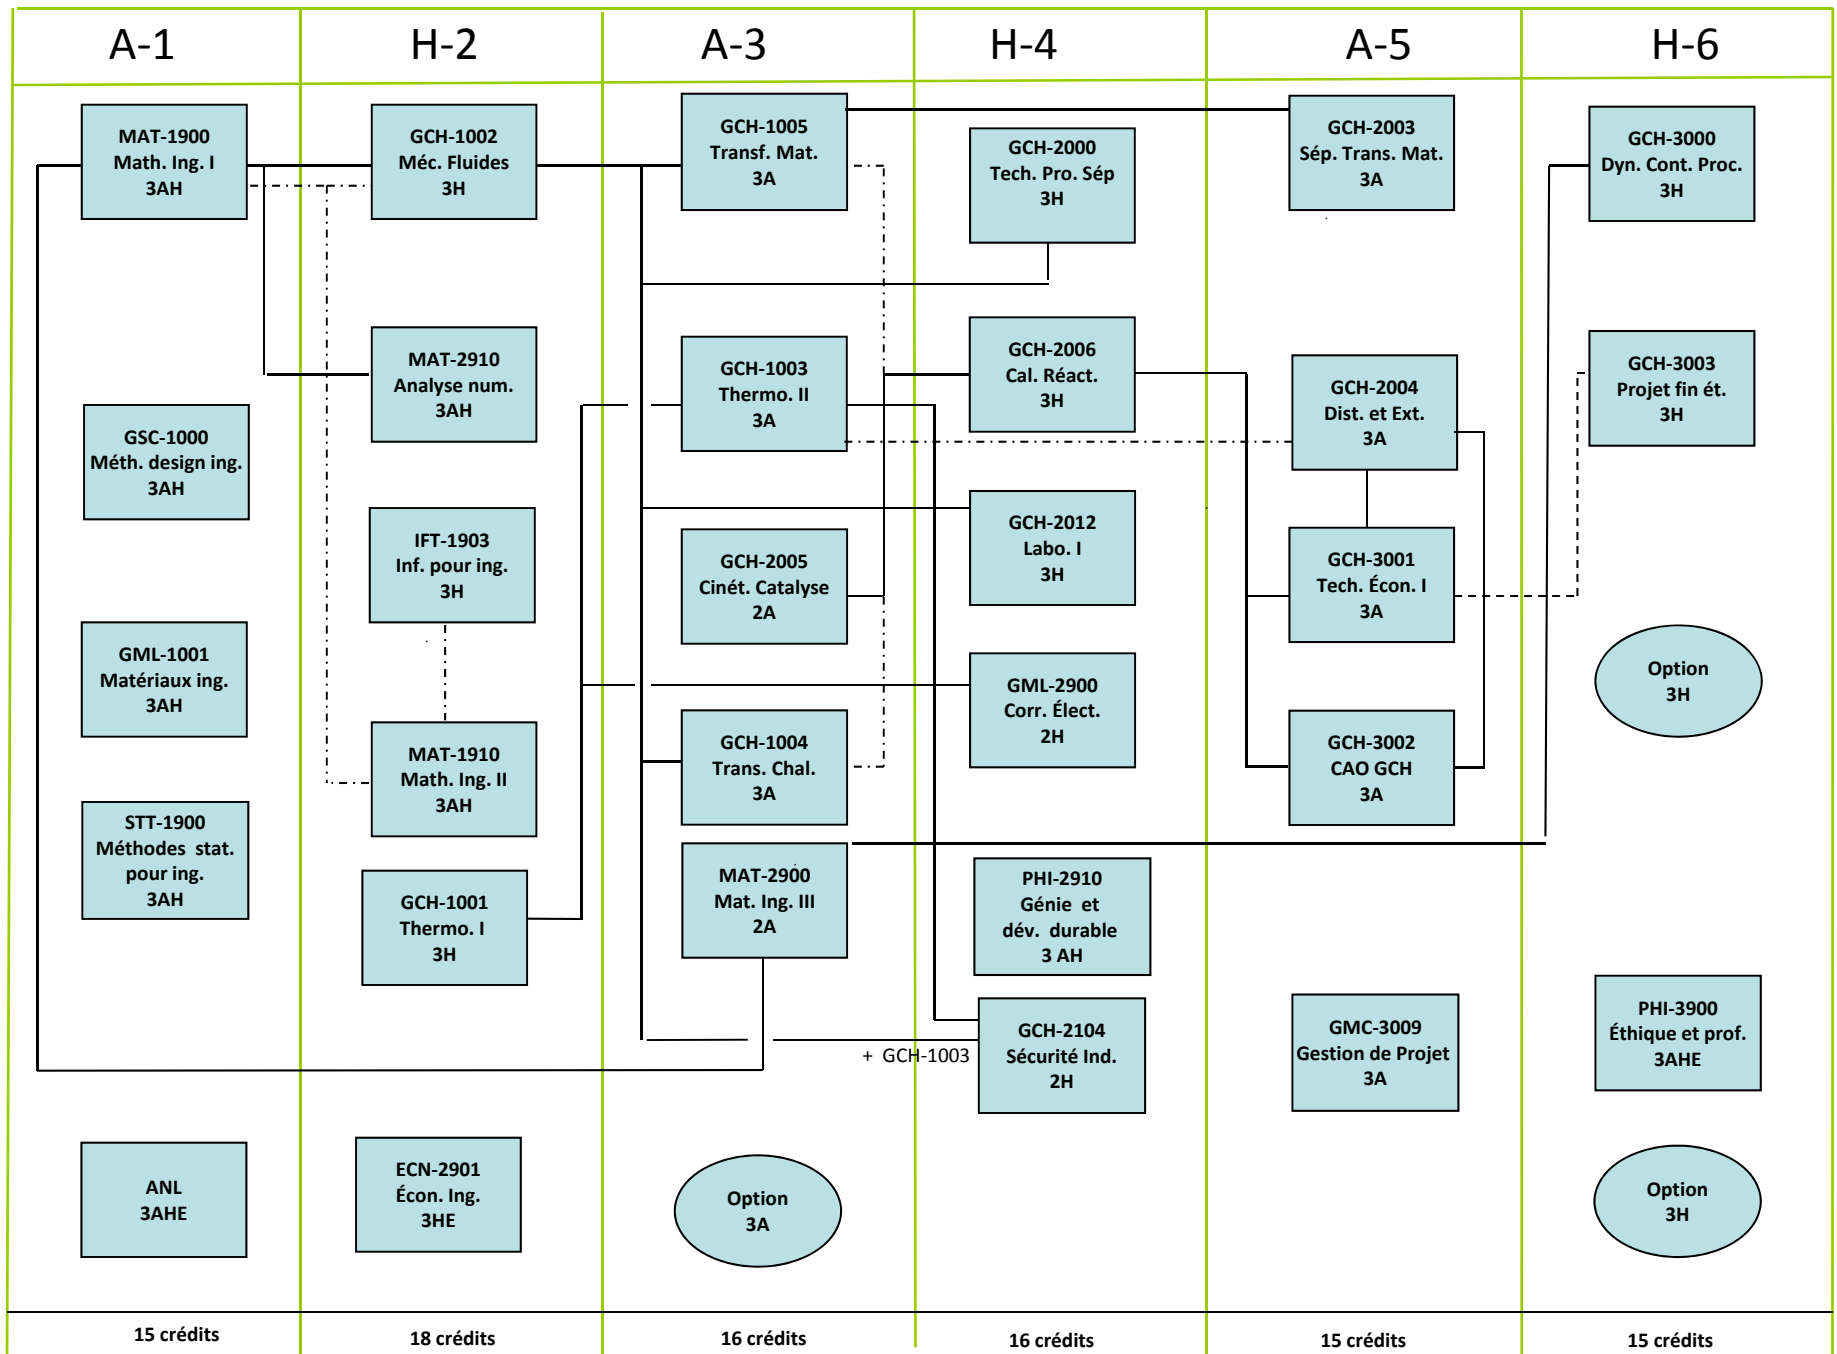 A-1
H-2
A-3
H-4
A-5
H-6
MAT-1900
Math. Ing. I
3AH
GSC-1000
Méth. design ing.
3AH
GML-1001
Matériaux ing.
3AH
STT-1900
Méthodes stat.
pour ing.
3AH
ANL
3AHE
15 crédits
GCH-1002
Méc. Fluides
3H
MAT-2910
Analyse num.
3AH
IFT-1903
Inf. pour ing.
3H
MAT-1910
Math. Ing. II
3AH
GCH-1001
Thermo. I
3H
ECN-2901
Écon. Ing.
3HE
18 crédits
GCH-1005
Transf. Mat.
3A
GCH-1003
Thermo. II
3A
GCH-2005
Cinét. Catalyse
2A
GCH-1004
Trans. Chal.
3A
MAT-2900
Mat. Ing. III
2A
Option
3A
16 crédits
GCH-2000
Tech. Pro. Sép
3H
GCH-2006
Cal. Réact.
3H
GCH-2012
Labo. I
3H
GML-2900
Corr. Élect.
2H
PHI-2910
Génie et
dév. durable
3 AH
+ GCH-1003
GCH-2104
Sécurité Ind.
2H
16 crédits
GCH-2003
Sép. Trans. Mat.
3A
GCH-2004
Dist. et Ext.
3A
GCH-3001
Tech. Écon. I
3A
GCH-3002
CAO GCH
3A
GMC-3009
Gestion de Projet
3A
15 crédits
GCH-3000
Dyn. Cont. Proc.
3H
GCH-3003
Projet fin ét.
3H
Option
3H
PHI-3900
Éthique et prof.
3AHE
Option
3H
15 crédits